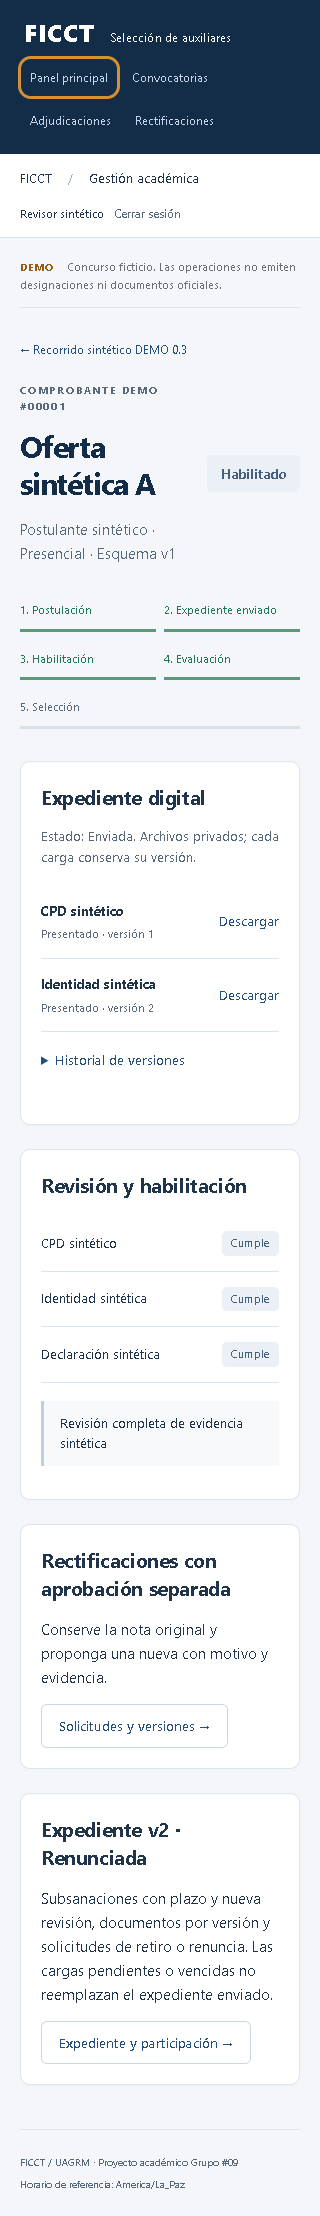 FICCT Selección de auxiliares
Panel principal Convocatorias
Adjudicaciones Rectificaciones
FICCT / Gestión académica
Revisor sintético Cerrar sesión
DEMO Concurso ficticio. Las operaciones no emiten
designaciones ni documentos oficiales.
← Recorrido sintético DEMO 0.3
COMPROBANTE DEMO
#00001
Oferta
sintética A
Habilitado
Postulante sintético ·
Presencial · Esquema v1
1. Postulación 2. Expediente enviado
3. Habilitación 4. Evaluación
5. Selección
Expediente digital
Estado: Enviada. Archivos privados; cada
carga conserva su versión.
CPD sintético
Presentado · versión 1
Descargar
Identidad sintética
Presentado · versión 2
Descargar
▶ Historial de versiones
Revisión y habilitación
CPD sintético Cumple
Identidad sintética Cumple
Declaración sintética Cumple
Revisión completa de evidencia
sintética
Rectificaciones con
aprobación separada
Conserve la nota original y
proponga una nueva con motivo y
evidencia.
Solicitudes y versiones →
Expediente v2 ·
Renunciada
Subsanaciones con plazo y nueva
revisión, documentos por versión y
solicitudes de retiro o renuncia. Las
cargas pendientes o vencidas no
reemplazan el expediente enviado.
Expediente y participación →
FICCT / UAGRM · Proyecto académico Grupo #09
Horario de referencia: America/La_Paz